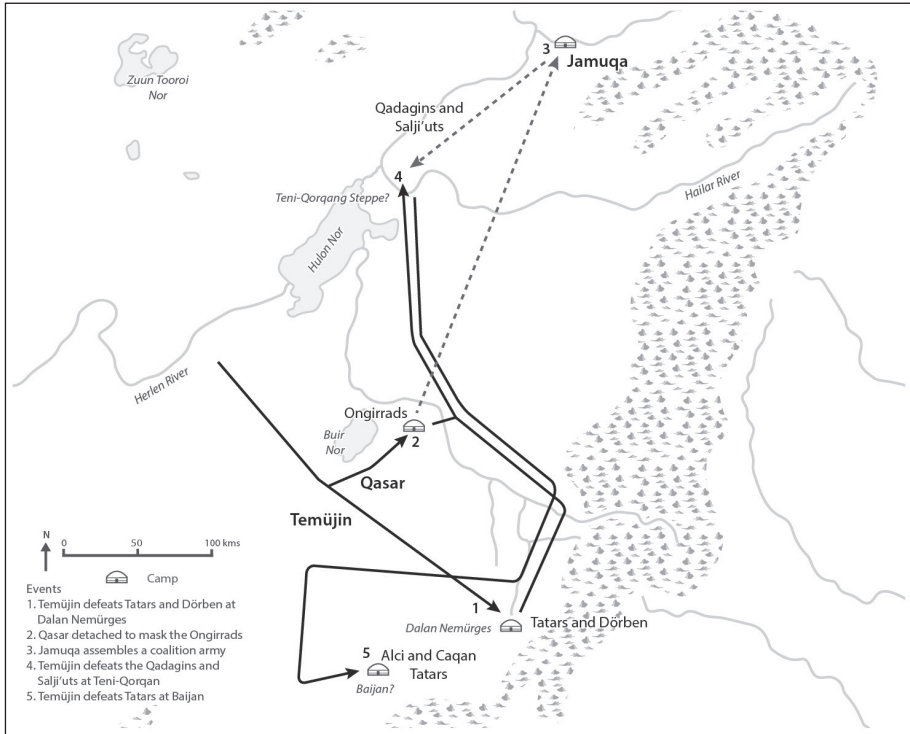 3
Jamuqa
Zuun Tooroi
Nor
Qadagins and
Salji'uts
4
Hailar River
Teni-Qorqang Steppe?
Hulon Nor
Herlen River
Ongirrads
Buir
Nor
2
Qasar
Temüjin
N
0 50 100 kms
Camp
Events
1. Temüjin defeats Tatars and Dörben at
Dalan Nemürges
2. Qasar detached to mask the Ongirrads
3. Jamuqa assembles a coalition army
4. Temüjin defeats the Qadagins and
Salji'uts at Teni-Qorqan
5. Temüjin defeats Tatars at Baijan
1
Dalan Nemürges
Tatars and Dörben
5 Alci and Caqan
Tatars
Baijan?